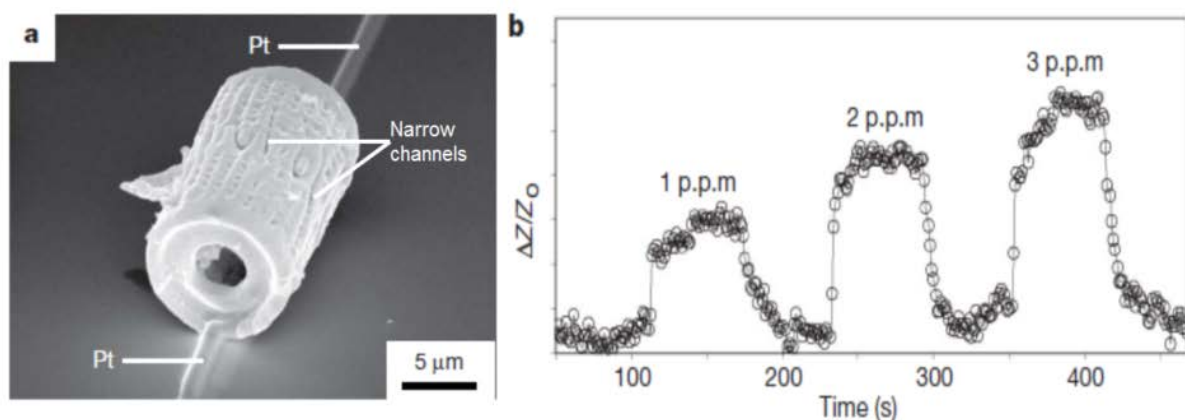 a
Pt
Narrow
channels
Pt
5 μm
b
ΔZ/Z₀
1 p.p.m
2 p.p.m
3 p.p.m
100
200
300
400
Time (s)